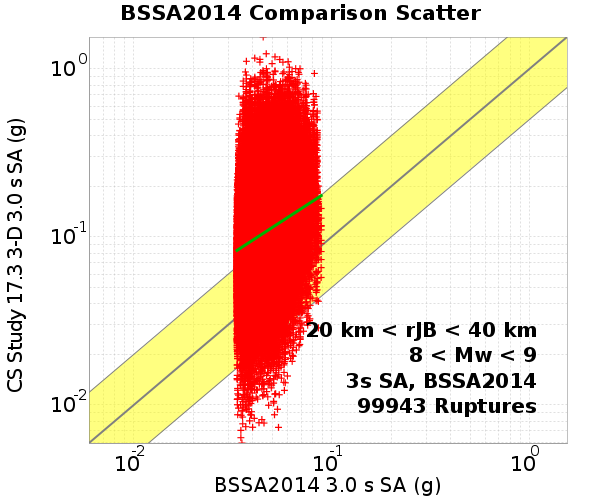 BSSA2014 Comparison Scatter
CS Study 17.3 3-D 3.0 s SA (g)
10^0
10^-1
10^-2
20 km < rJB < 40 km
8 < Mw < 9
3s SA, BSSA2014
99943 Ruptures
10^-2 10^-1 10^0
BSSA2014 3.0 s SA (g)